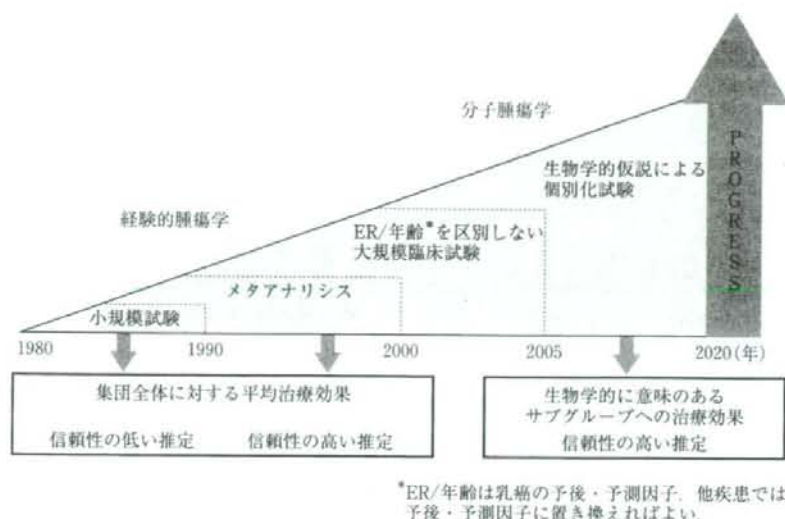 分子腫瘍学
生物学的仮説による
個別化試験
経験的腫瘍学
ER/年齢*を区別しない
大規模臨床試験
メタアナリシス
小規模試験
PROGRESS
1980 1990 2000 2005 2020(年)
集団全体に対する平均治療効果
信頼性の低い推定 信頼性の高い推定
生物学的に意味のある
サブグループへの治療効果
信頼性の高い推定
*ER/年齢は乳癌の予後・予測因子. 他疾患では
予後・予測因子に置き換えればよい.